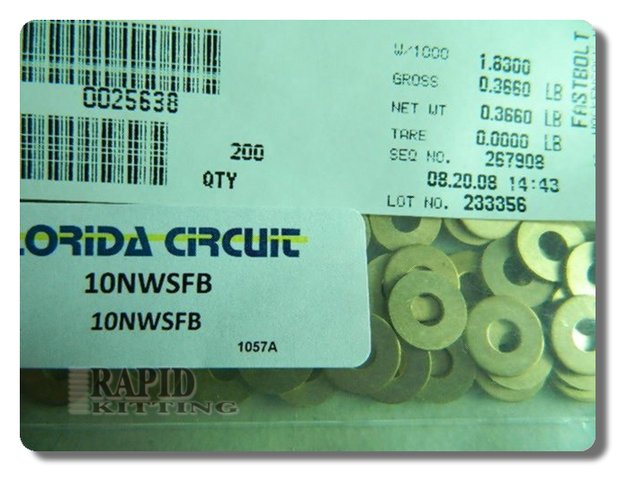 0025638
200
QTY
W/1000 1.8300
GROSS 0.3660 LB
NET WT 0.3660 LB
TARE 0.0000 LB
SEQ NO. 267908
08.20.08 14:43
LOT NO. 233356
FASTBOLT
LORIDA CIRCUIT
10NWSFB
10NWSFB
1057A
RAPID
KITTING